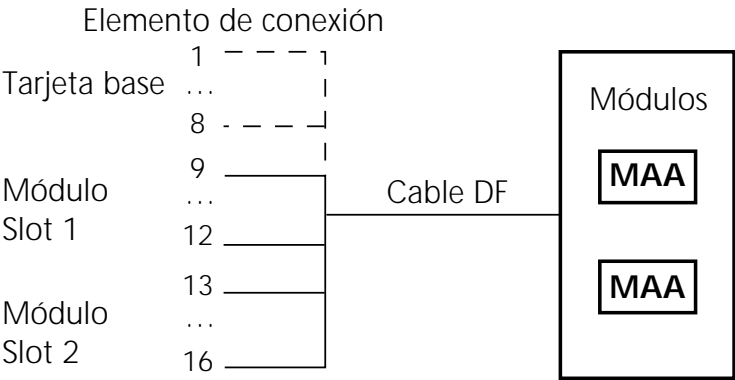 Elemento de conexión
1
Tarjeta base ...
8
Módulos
9
MAA
Módulo
...
Cable DF
Slot 1
12
13
MAA
Módulo
...
Slot 2
16